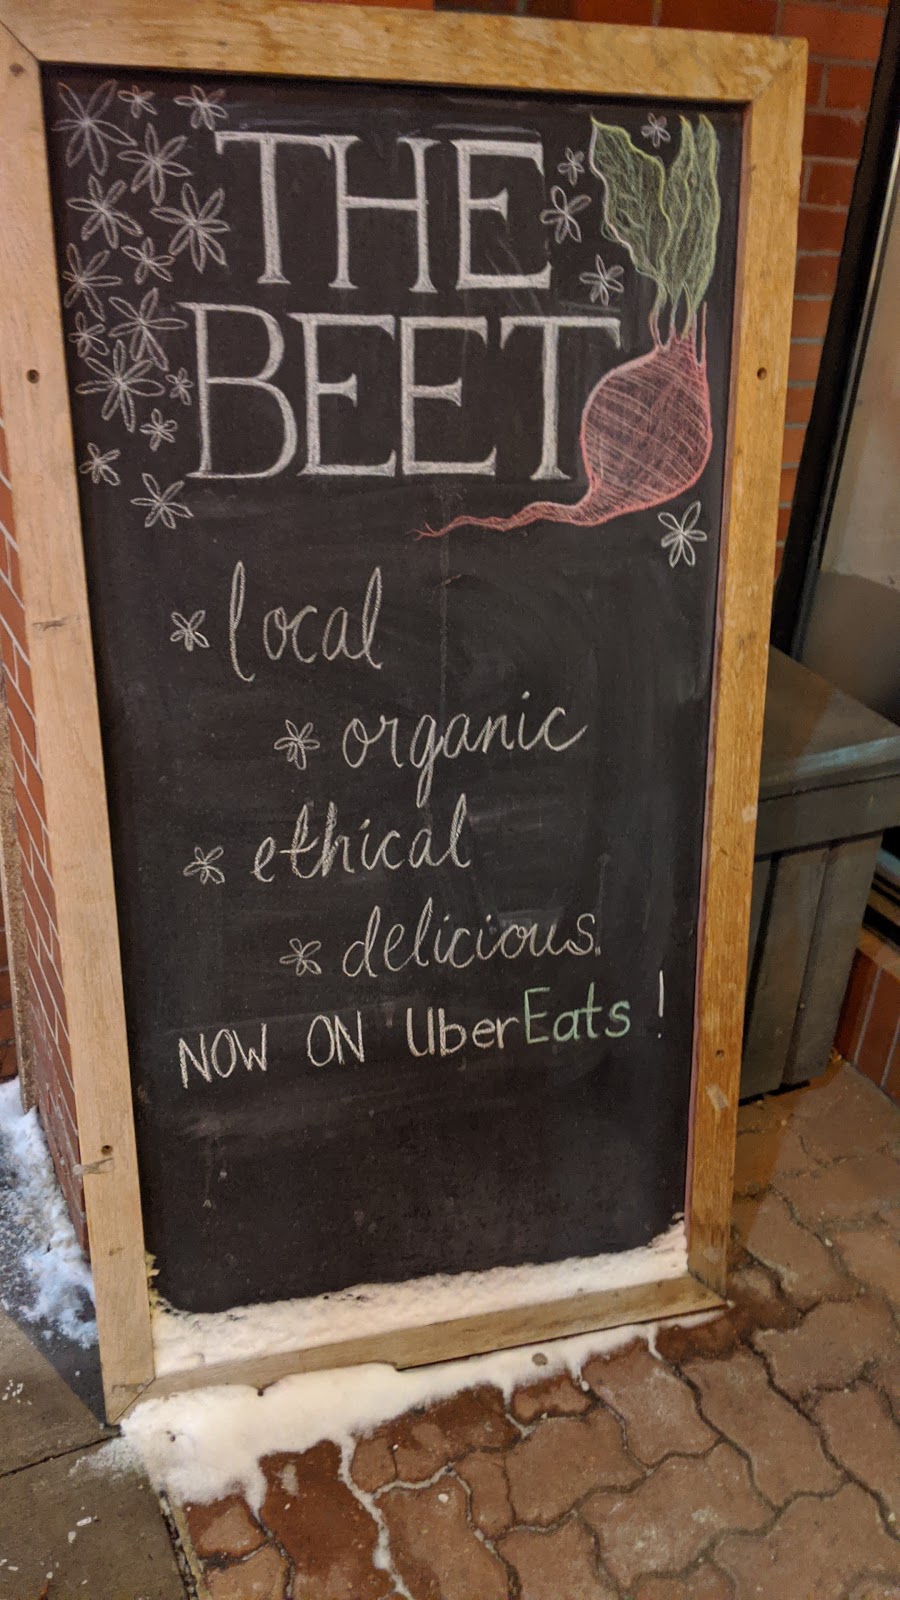 THE
BEET
local
organic
ethical
delicious.
NOW ON UberEats!